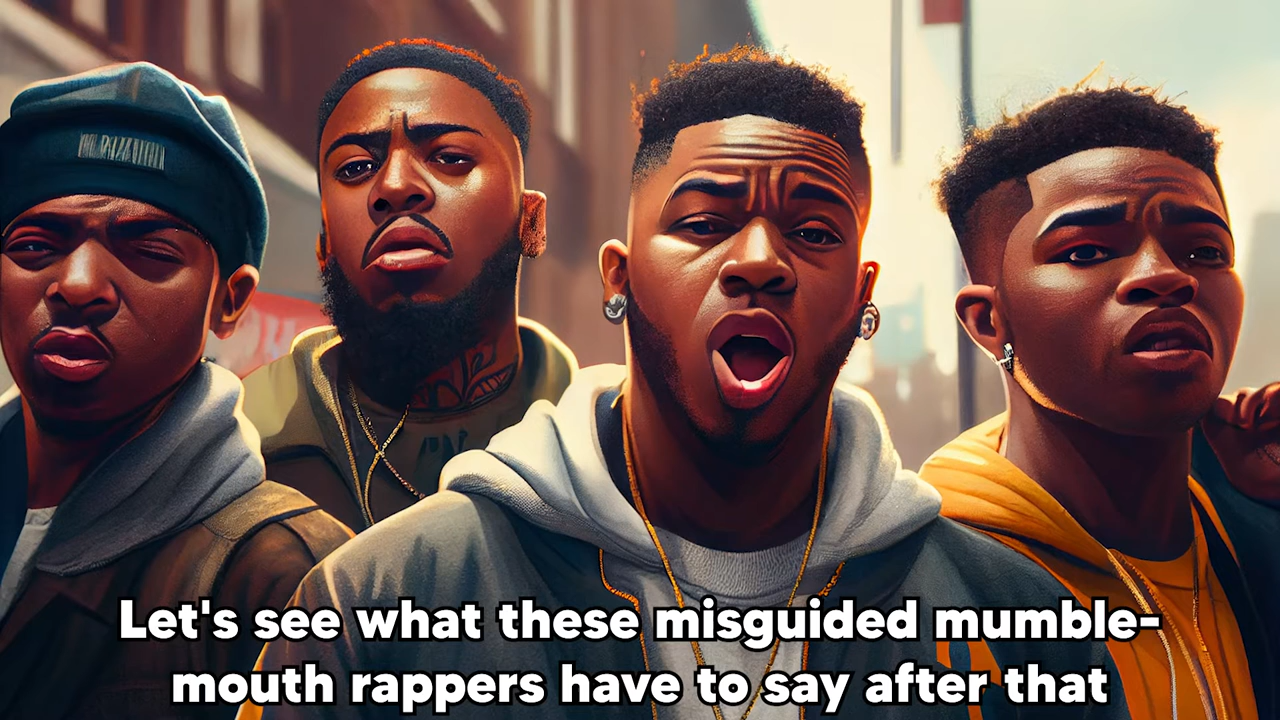 Let's see what these misguided mumble-
mouth rappers have to say after that